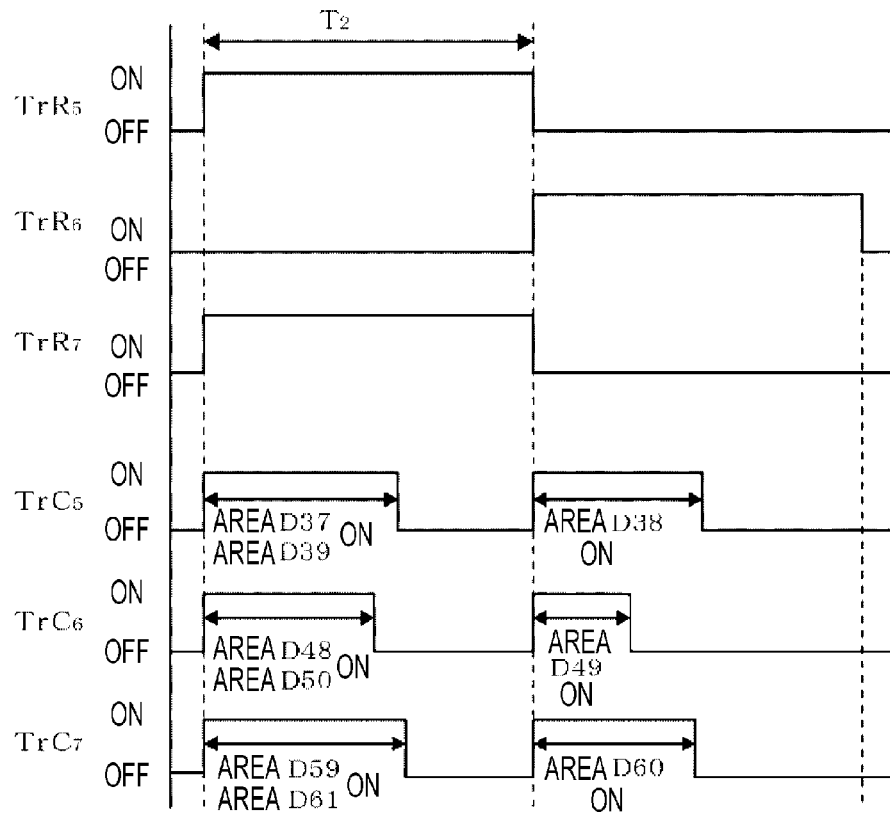 T2
ON
TrR5
OFF
TrR6 ON
OFF
TrR7 ON
OFF
ON
TrC5
OFF
AREA D37
AREA D39 ON
AREA D38
ON
ON
TrC6
OFF
AREA D48
AREA D50 ON
AREA
D49
ON
ON
TrC7
OFF
AREA D59
AREA D61 ON
AREA D60
ON